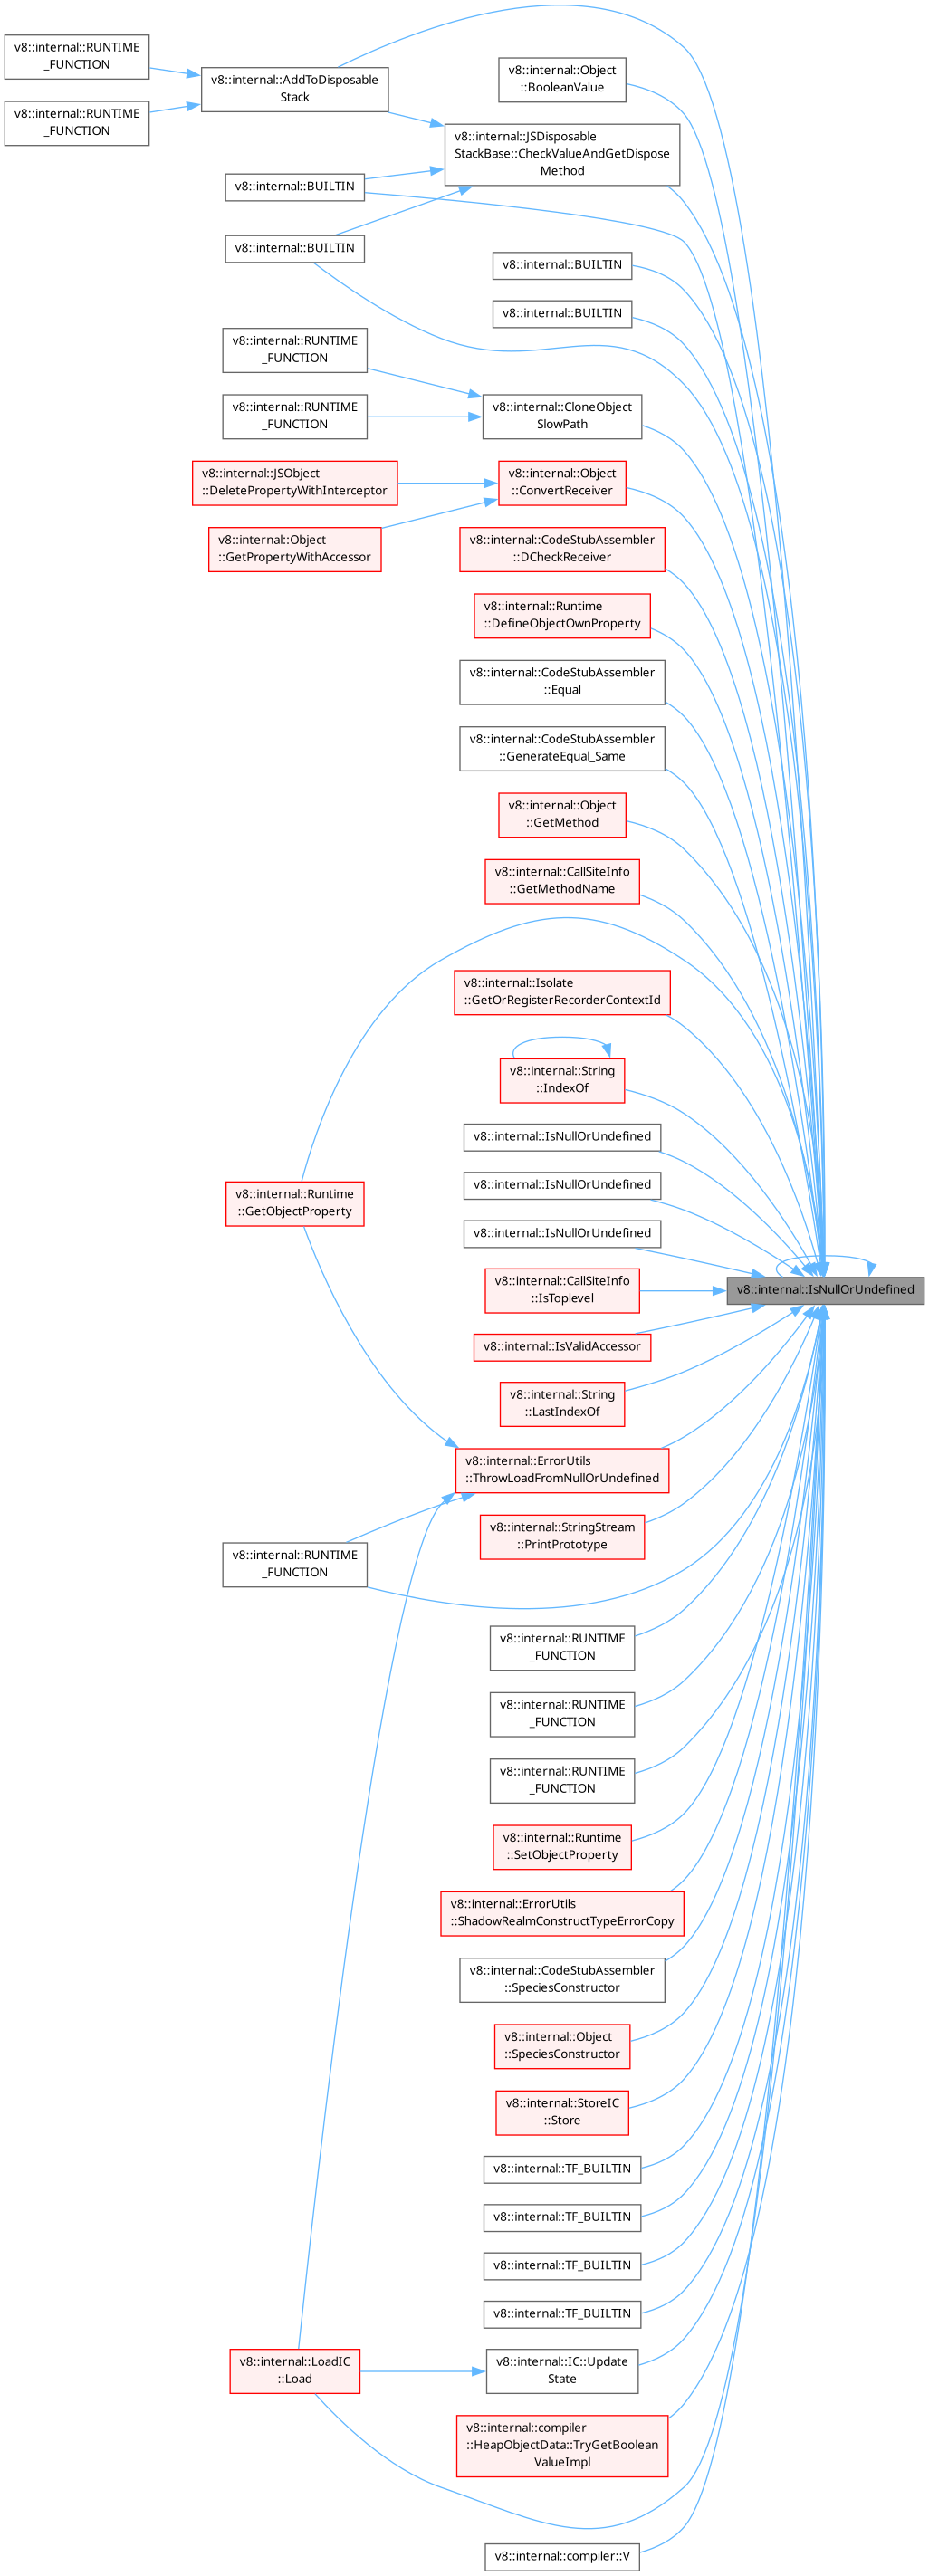 v8::internal::RUNTIME
_FUNCTION
v8::internal::AddToDisposable
Stack
v8::internal::RUNTIME
_FUNCTION
v8::internal::Object
::BooleanValue
v8::internal::JSDisposable
StackBase::CheckValueAndGetDispose
Method
v8::internal::BUILTIN
v8::internal::BUILTIN
v8::internal::BUILTIN
v8::internal::BUILTIN
v8::internal::RUNTIME
_FUNCTION
v8::internal::RUNTIME
_FUNCTION
v8::internal::CloneObject
SlowPath
v8::internal::JSObject
::DeletePropertyWithInterceptor
v8::internal::Object
::ConvertReceiver
v8::internal::Object
::GetPropertyWithAccessor
v8::internal::CodeStubAssembler
::DCheckReceiver
v8::internal::Runtime
::DefineObjectOwnProperty
v8::internal::CodeStubAssembler
::Equal
v8::internal::CodeStubAssembler
::GenerateEqual_Same
v8::internal::Object
::GetMethod
v8::internal::CallSiteInfo
::GetMethodName
v8::internal::Isolate
::GetOrRegisterRecorderContextId
v8::internal::String
::IndexOf
v8::internal::IsNullOrUndefined
v8::internal::IsNullOrUndefined
v8::internal::Runtime
::GetObjectProperty
v8::internal::IsNullOrUndefined
v8::internal::CallSiteInfo
::IsToplevel
v8::internal::IsNullOrUndefined
v8::internal::IsValidAccessor
v8::internal::String
::LastIndexOf
v8::internal::ErrorUtils
::ThrowLoadFromNullOrUndefined
v8::internal::StringStream
::PrintPrototype
v8::internal::RUNTIME
_FUNCTION
v8::internal::RUNTIME
_FUNCTION
v8::internal::RUNTIME
_FUNCTION
v8::internal::RUNTIME
_FUNCTION
v8::internal::Runtime
::SetObjectProperty
v8::internal::ErrorUtils
::ShadowRealmConstructTypeErrorCopy
v8::internal::CodeStubAssembler
::SpeciesConstructor
v8::internal::Object
::SpeciesConstructor
v8::internal::StoreIC
::Store
v8::internal::TF_BUILTIN
v8::internal::TF_BUILTIN
v8::internal::TF_BUILTIN
v8::internal::TF_BUILTIN
v8::internal::LoadIC
::Load
v8::internal::IC::Update
State
v8::internal::compiler
::HeapObjectData::TryGetBoolean
ValueImpl
v8::internal::compiler::V